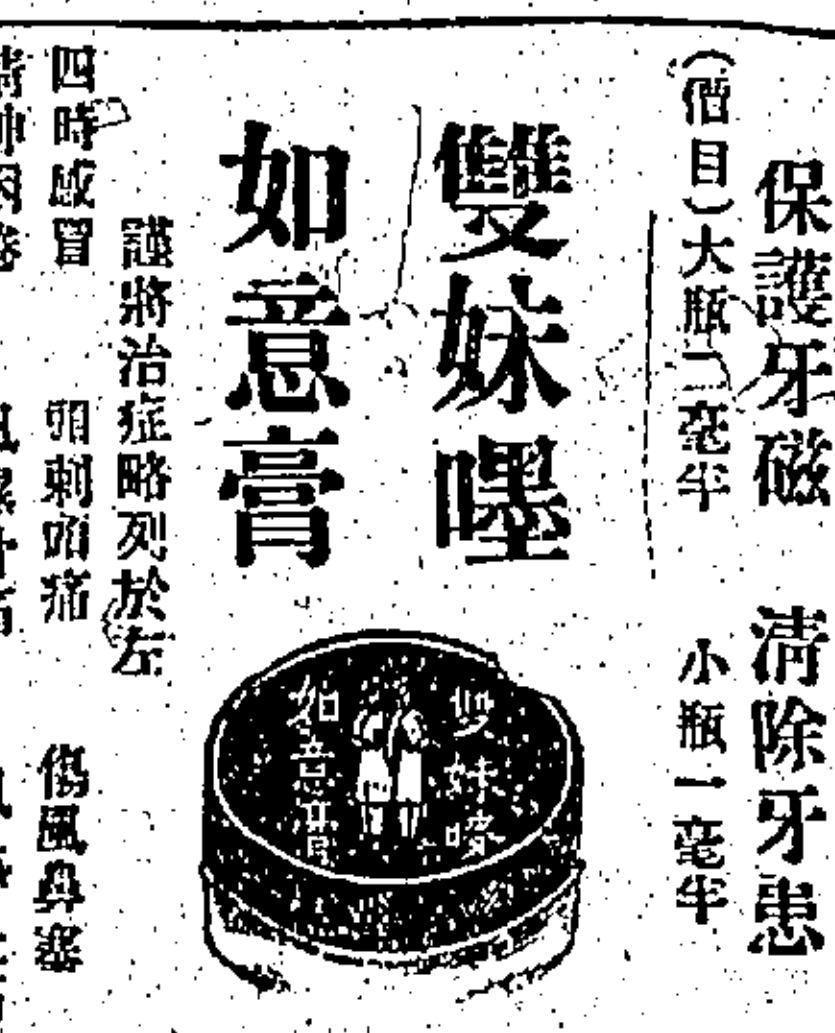 保護牙磁 清除牙患
(價目)大瓶二毫半 小瓶一毫半
雙妹嚜
如意膏
雙妹嚜
如意膏
謹將治症略列於左
四時感冒 頭刺頭痛 傷風鼻塞